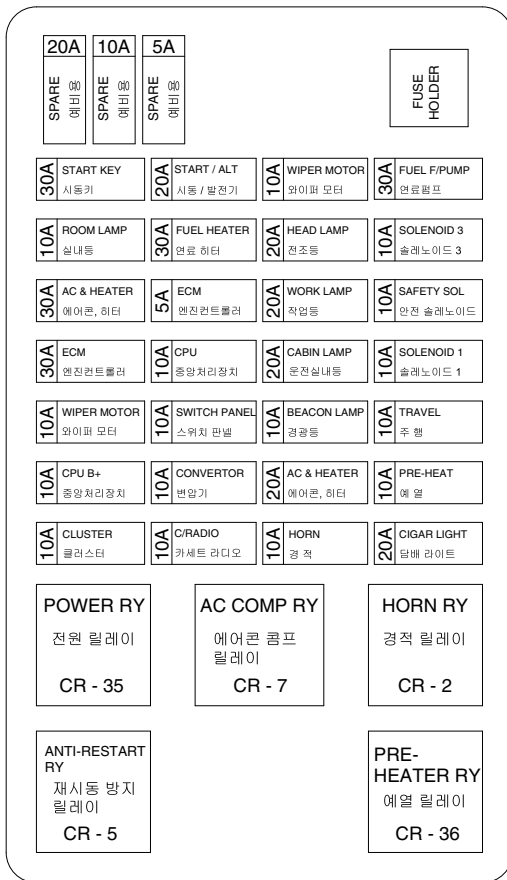 20A
SPARE
예비용
10A
SPARE
예비용
5A
SPARE
예비용
FUSE
HOLDER
30A
START KEY
시동키
20A
START / ALT
시동 / 발전기
10A
WIPER MOTOR
와이퍼 모터
30A
FUEL F/PUMP
연료펌프
10A
ROOM LAMP
실내등
30A
FUEL HEATER
연료 히터
20A
HEAD LAMP
전조등
10A
SOLENOID 3
솔레노이드 3
30A
AC & HEATER
에어콘, 히터
5A
ECM
엔진컨트롤러
20A
WORK LAMP
작업등
10A
SAFETY SOL
안전 솔레노이드
30A
ECM
엔진컨트롤러
10A
CPU
중앙처리장치
20A
CABIN LAMP
운전실내등
10A
SOLENOID 1
솔레노이드 1
10A
WIPER MOTOR
와이퍼 모터
10A
SWITCH PANEL
스위치 판넬
10A
BEACON LAMP
경광등
10A
TRAVEL
주 행
10A
CPU B+
중앙처리장치
10A
CONVERTOR
변압기
20A
AC & HEATER
에어콘, 히터
10A
PRE-HEAT
예 열
10A
CLUSTER
클러스터
10A
C/RADIO
카세트 라디오
10A
HORN
경 적
20A
CIGAR LIGHT
담배 라이트
POWER RY
전원 릴레이
CR - 35
AC COMP RY
에어콘 콤프
릴레이
CR - 7
HORN RY
경적 릴레이
CR - 2
ANTI-RESTART
RY
재시동 방지
릴레이
CR - 5
PRE-
HEATER RY
예열 릴레이
CR - 36